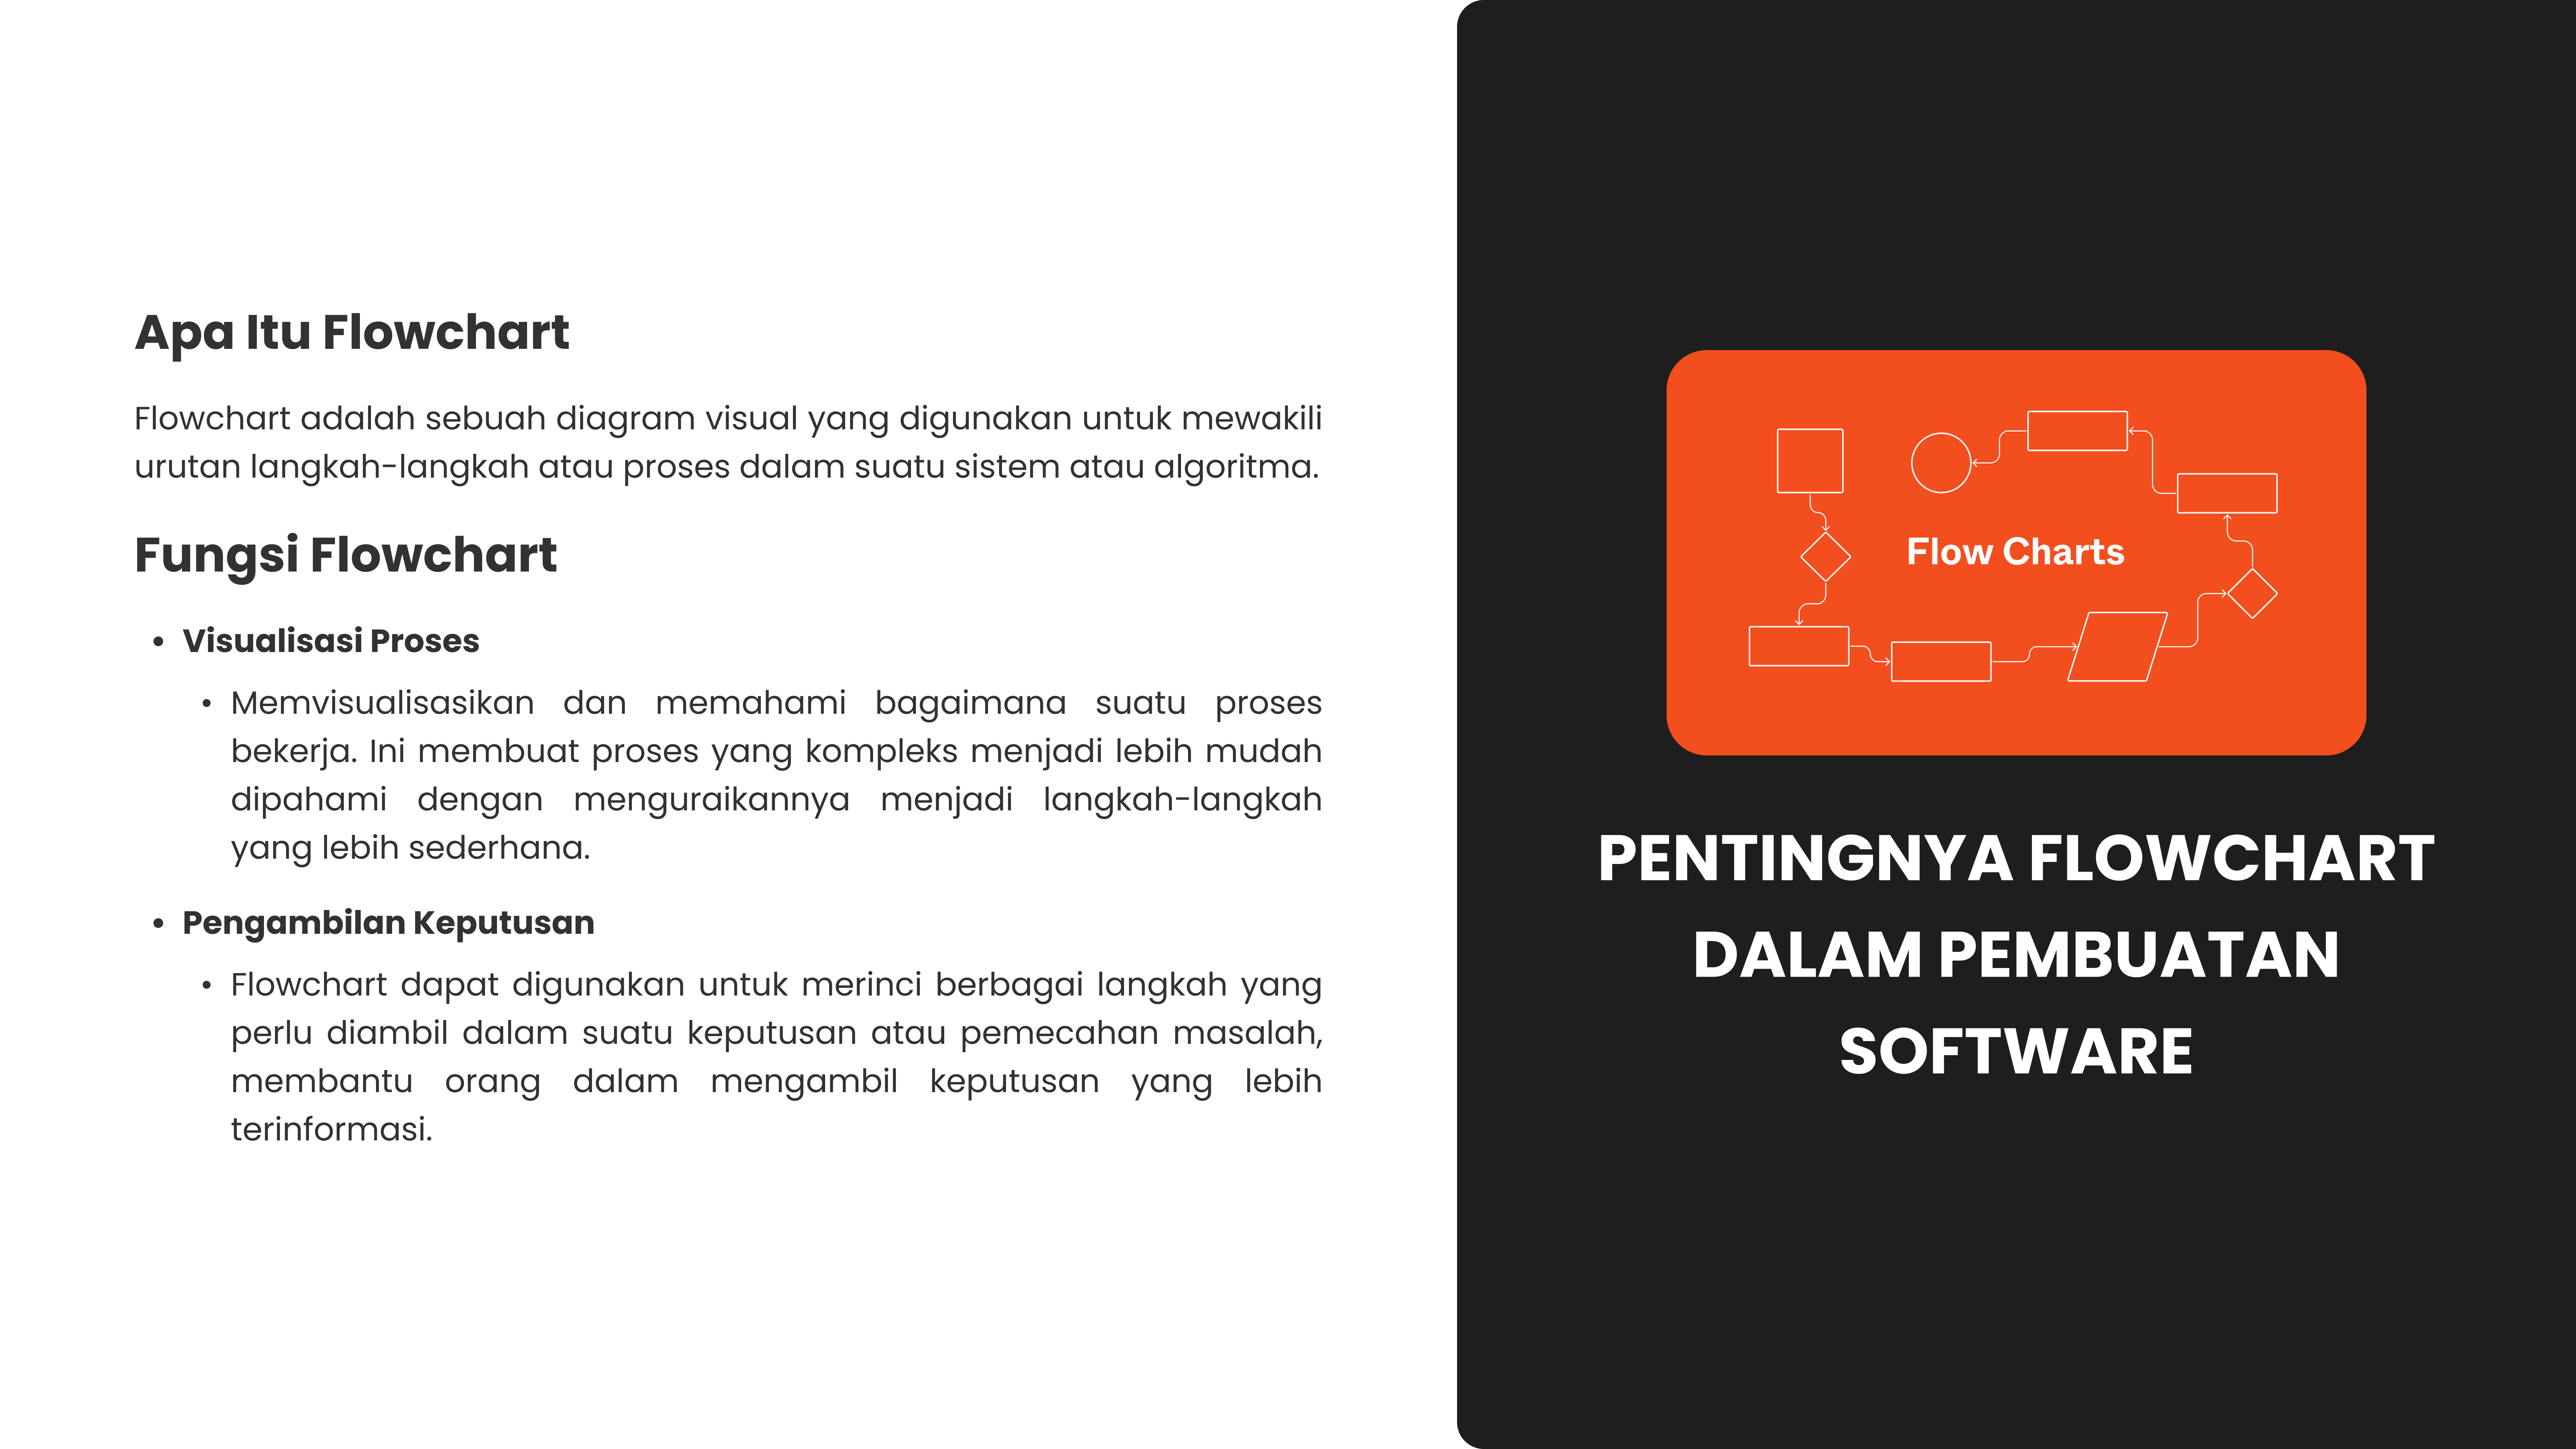 Apa Itu Flowchart
Flowchart adalah sebuah diagram visual yang digunakan untuk mewakili
urutan langkah-langkah atau proses dalam suatu sistem atau algoritma.
Fungsi Flowchart
• Visualisasi Proses
• Memvisualisasikan dan memahami bagaimana suatu proses
bekerja. Ini membuat proses yang kompleks menjadi lebih mudah
dipahami dengan menguraikannya menjadi langkah-langkah
yang lebih sederhana.
• Pengambilan Keputusan
• Flowchart dapat digunakan untuk merinci berbagai langkah yang
perlu diambil dalam suatu keputusan atau pemecahan masalah,
membantu orang dalam mengambil keputusan yang lebih
terinformasi.
Flow Charts
PENTINGNYA FLOWCHART
DALAM PEMBUATAN
SOFTWARE